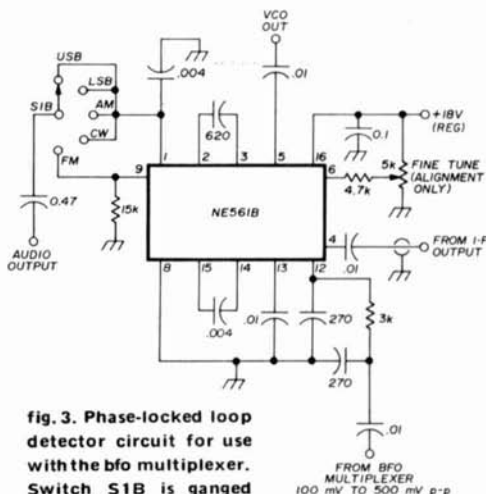 VCO
OUT
USB
LSB
S1B
AM
CW
FM
.004
.01
620
0.1
+18V
(REG)
5k
FINE TUNE
(ALIGNMENT
ONLY)
4.7k
1
2
3
5
16
9
6
NE561B
4
0.47
15k
AUDIO
OUTPUT
.01
FROM I-F
OUTPUT
8
15
14
13
12
.004
.01
270
3k
270
.01
FROM BFO
MULTIPLEXER
100 mV TO 500 mV p-p
fig. 3. Phase-locked loop
detector circuit for use
with the bfo multiplexer.
Switch S1B is ganged